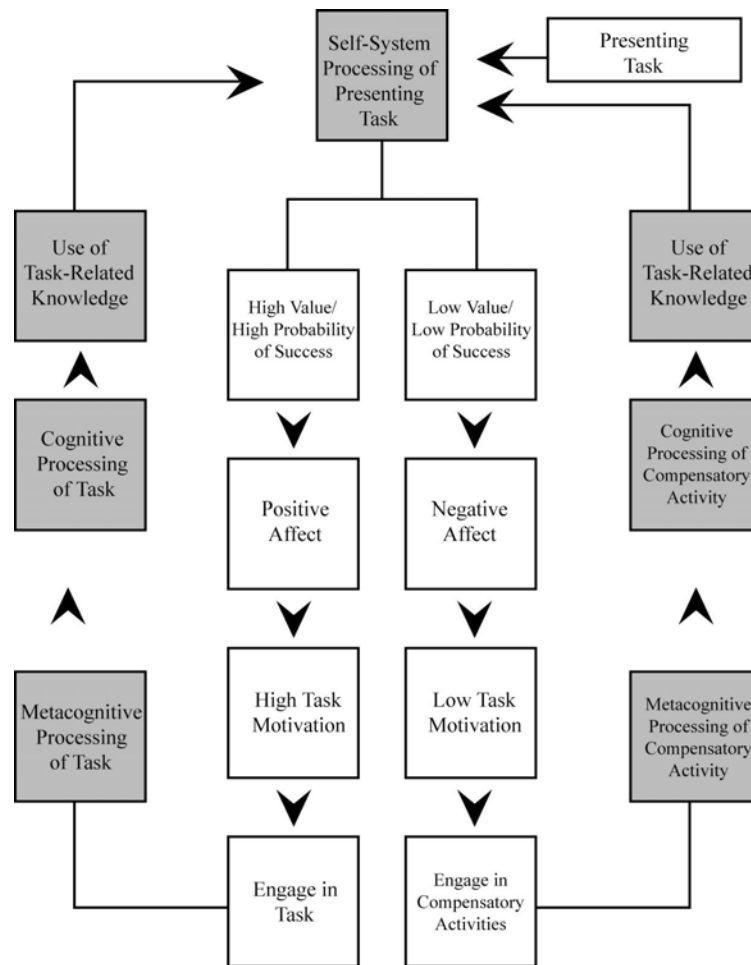 Self-System
Processing of
Presenting
Task
Presenting
Task
Use of
Task-Related
Knowledge
High Value/
High Probability
of Success
Low Value/
Low Probability
of Success
Use of
Task-Related
Knowledge
Cognitive
Processing
of Task
Positive
Affect
Negative
Affect
Cognitive
Processing of
Compensatory
Activity
Metacognitive
Processing
of Task
High Task
Motivation
Low Task
Motivation
Metacognitive
Processing of
Compensatory
Activity
Engage in
Task
Engage in
Compensatory
Activities